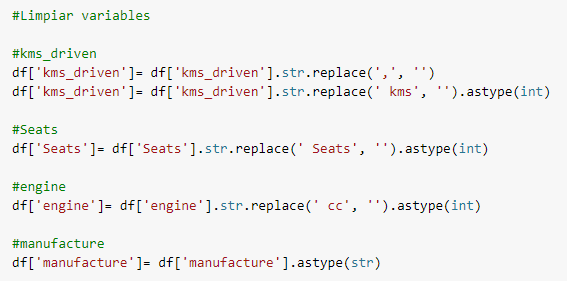 #Limpiar variables
#kms_driven
df['kms_driven']= df['kms_driven'].str.replace(',', '')
df['kms_driven']= df['kms_driven'].str.replace(' kms', '').astype(int)
#Seats
df['Seats']= df['Seats'].str.replace(' Seats', '').astype(int)
#engine
df['engine']= df['engine'].str.replace(' cc', '').astype(int)
#manufacture
df['manufacture']= df['manufacture'].astype(str)